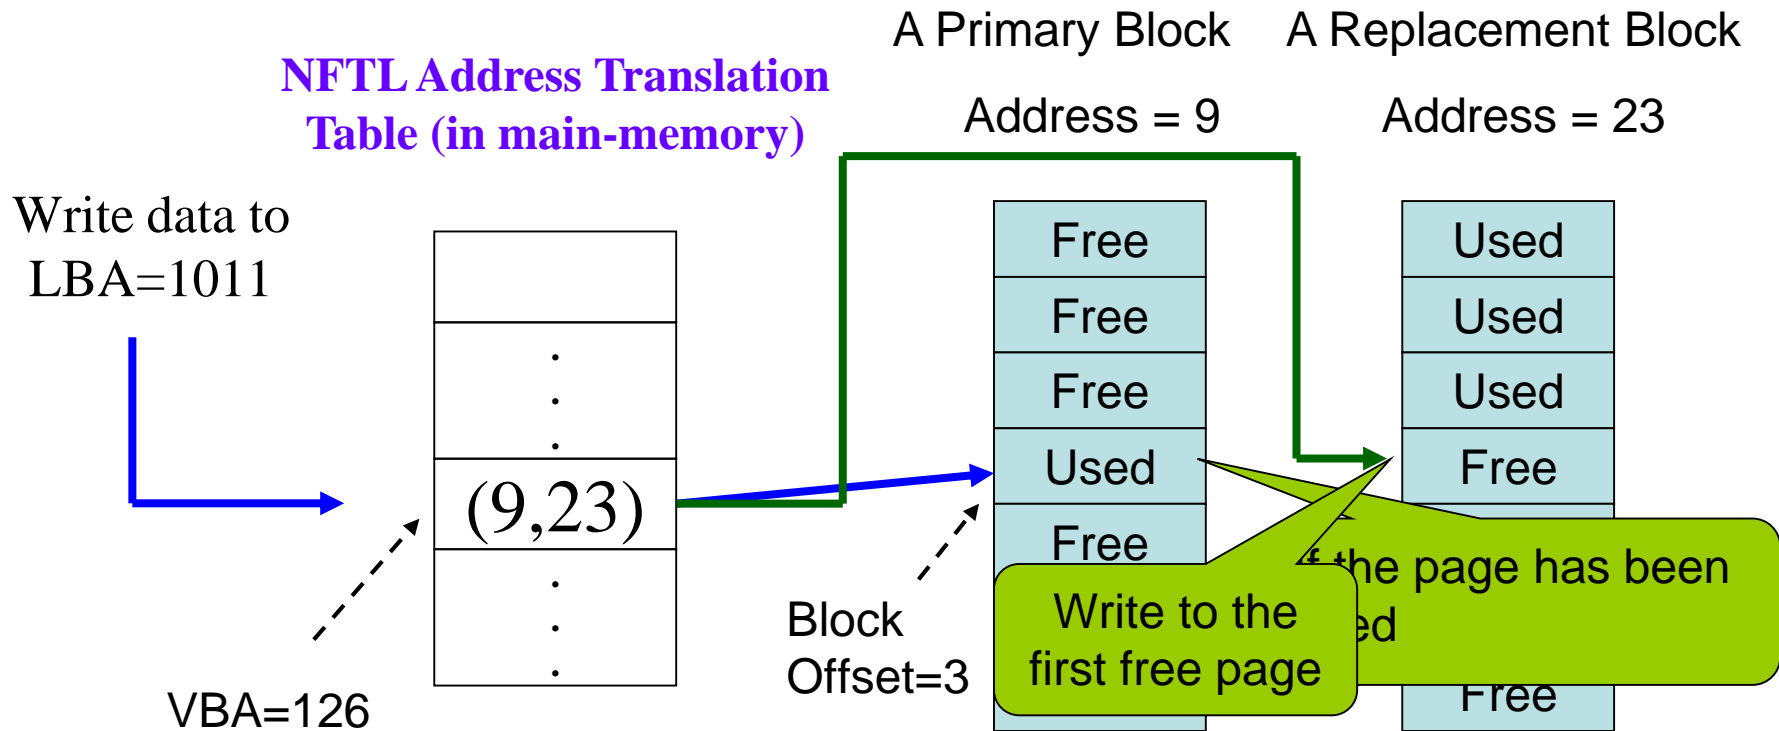 A Primary Block
A Replacement Block
NFTL Address Translation
Table (in main-memory)
Address = 9
Address = 23
Write data to
LBA=1011
Free
Free
Free
Used
Free
Used
Used
Used
Free
Free
(9,23)
the page has been
Write to the
first free page
Block
Offset=3
VBA=126